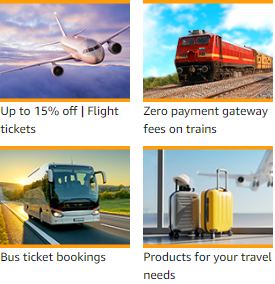 Up to 15% off | Flight
tickets
Zero payment gateway
fees on trains
Bus ticket bookings
Products for your travel
needs